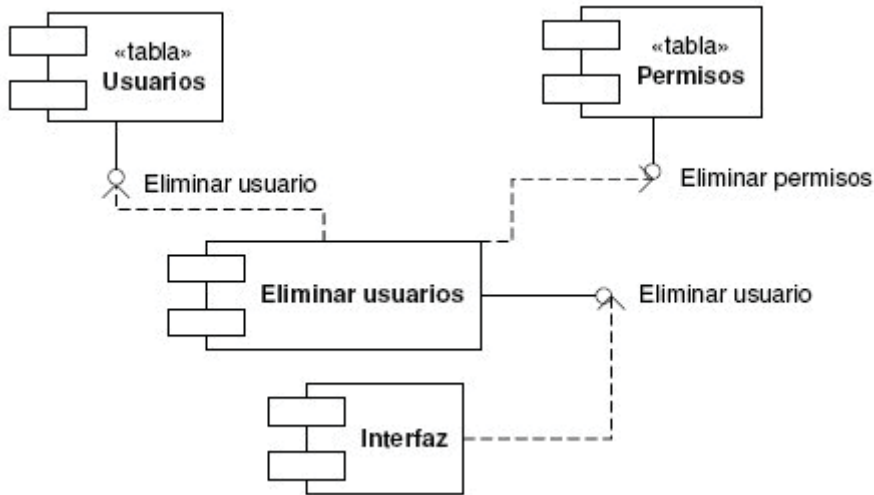 «tabla»
Usuarios
«tabla»
Permisos
Eliminar usuario
Eliminar permisos
Eliminar usuarios
Eliminar usuario
Interfaz